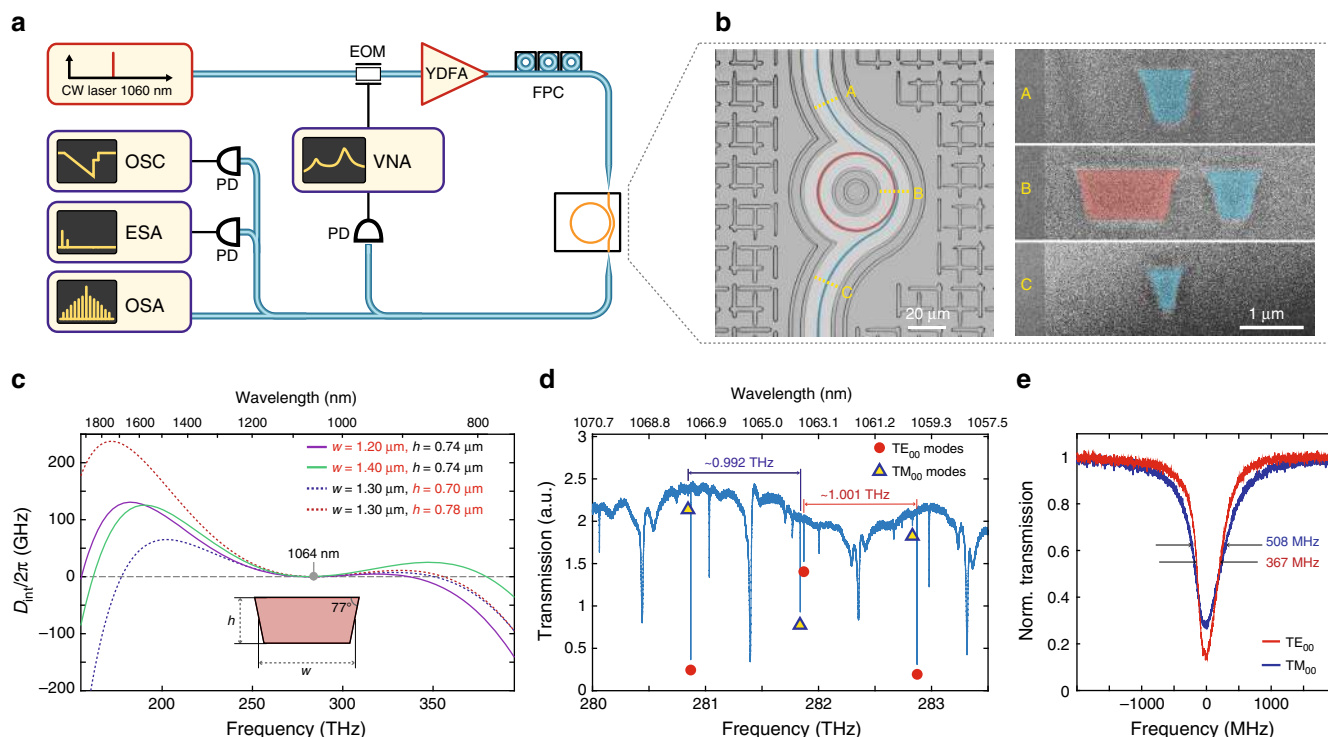 a
CW laser 1060 nm
EOM
YDFA
FPC
OSC
PD
VNA
ESA
PD
PD
OSA
b
A
B
C
20 μm
A
B
C
1 μm
c
Wavelength (nm)
1800 1600 1400 1200 1000 800
w = 1.20 μm, h = 0.74 μm
w = 1.40 μm, h = 0.74 μm
w = 1.30 μm, h = 0.70 μm
w = 1.30 μm, h = 0.78 μm
1064 nm
77°
h
w
D_int/2π (GHz)
200
100
0
−100
−200
200 250 300 350
Frequency (THz)
d
Wavelength (nm)
1070.7 1068.8 1066.9 1065.0 1063.1 1061.2 1059.3 1057.5
TE₀₀ modes
TM₀₀ modes
~0.992 THz
~1.001 THz
Transmission (a.u.)
3
2.5
2
1.5
1
0.5
0
280 281 282 283
Frequency (THz)
e
Norm. transmission
1
0.8
0.6
0.4
0.2
0
508 MHz
367 MHz
TE₀₀
TM₀₀
−1000 0 1000
Frequency (MHz)